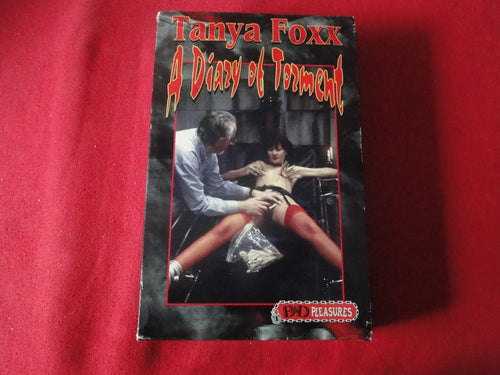 Tanya Foxx
A Diary of Torment
B&D PLEASURES